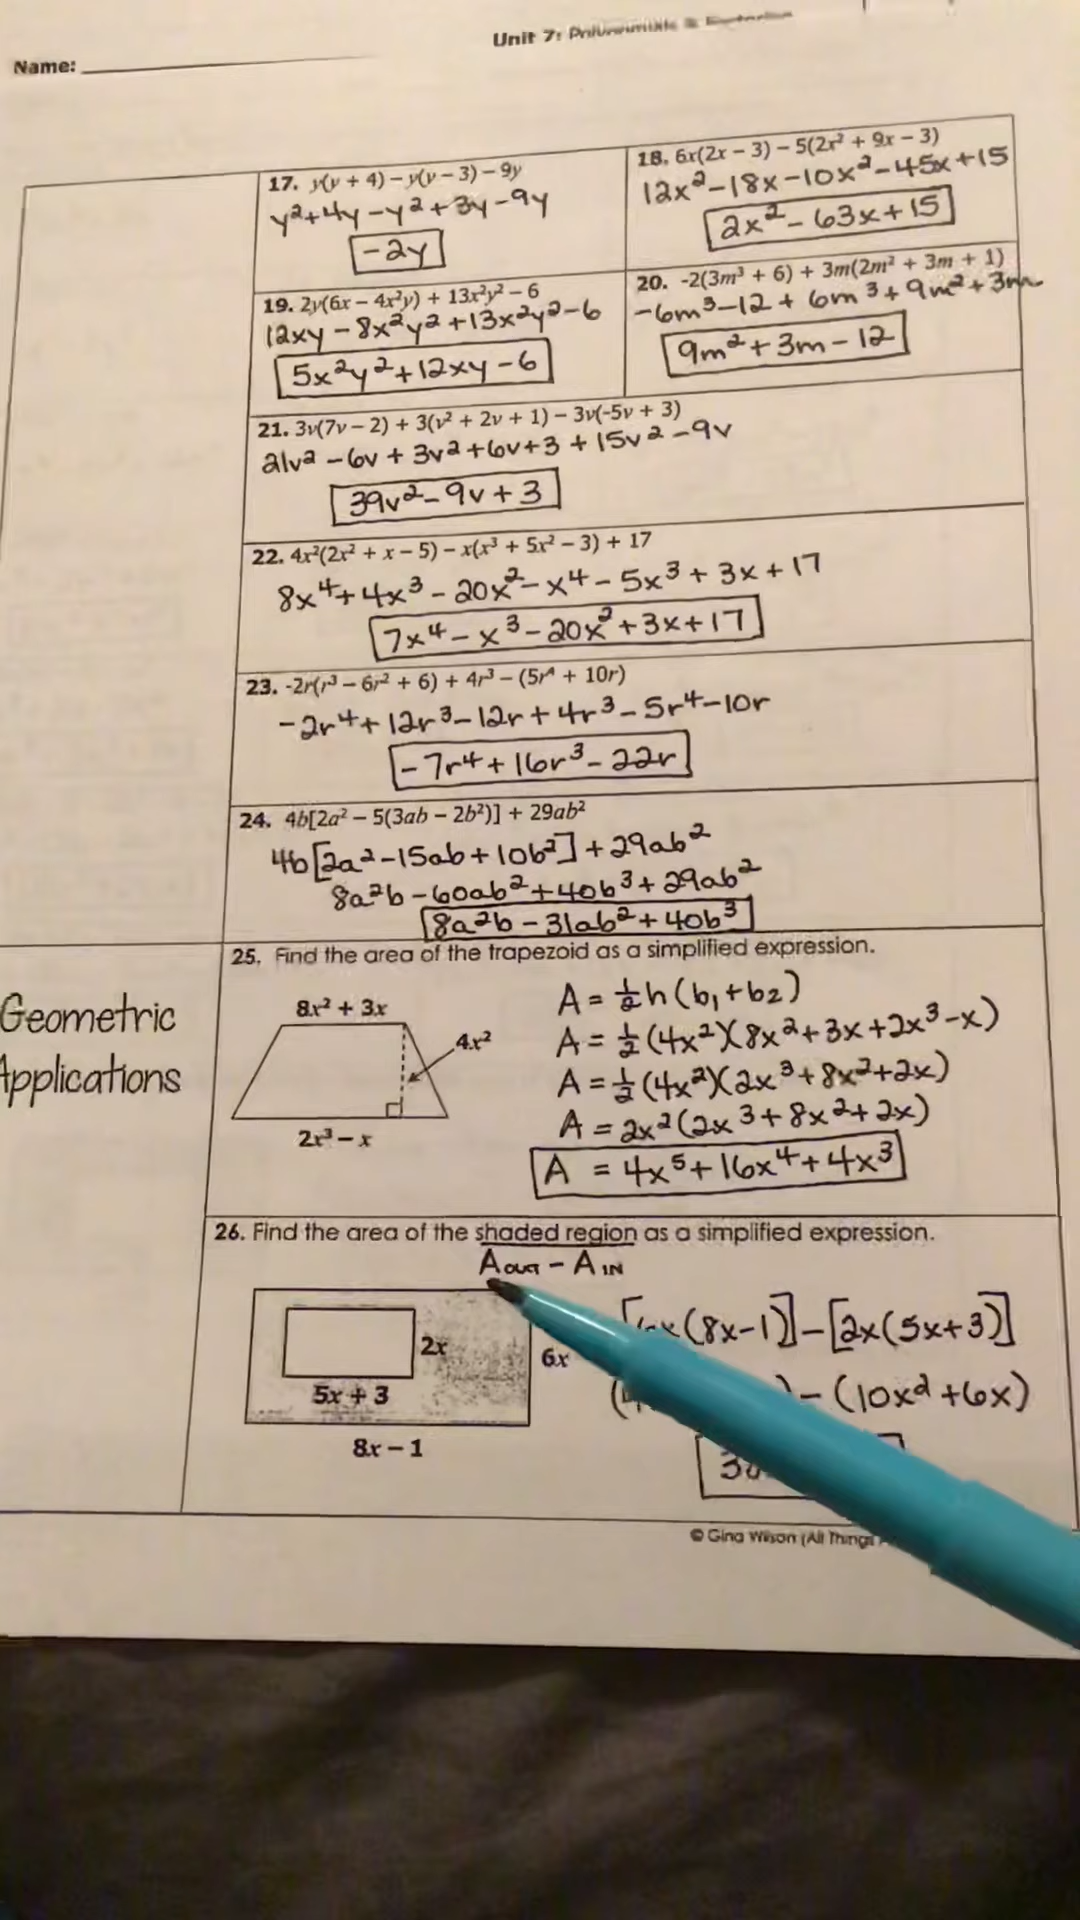 Unit 7: Polynomials &
Name:
17. y(y + 4) – y(y – 3) – 9y
y²+4y-y²+3y-9y
-2y
18. 6x(2x – 3) – 5(2x² + 9x – 3)
12x²-18x-10x²-45x+15
2x²-63x+15
19. 2y(6x – 4x²y) + 13x²y² – 6
12xy-8x²y²+13x²y²-6
5x²y²+12xy-6
20. -2(3m³ + 6) + 3m(2m² + 3m + 1)
-6m³-12+6m³+9m²+3m
9m²+3m-12
21. 3v(7v – 2) + 3(v² + 2v + 1) – 3v(-5v + 3)
21v²-6v+3v²+6v+3+15v²-9v
39v²-9v+3
22. 4x²(2x² + x – 5) – x(x³ + 5x² – 3) + 17
8x⁴+4x³-20x²-x⁴-5x³+3x+17
7x⁴-x³-20x²+3x+17
23. -2r(r³ – 6r² + 6) + 4r³ – (5r⁴ + 10r)
-2r⁴+12r³-12r+4r³-5r⁴-10r
-7r⁴+16r³-22r
24. 4b[2a² – 5(3ab – 2b²)] + 29ab²
4b[2a²-15ab+10b²]+29ab²
8a²b-60ab²+40b³+29ab²
8a²b-31ab²+40b³
Geometric
Applications
25. Find the area of the trapezoid as a simplified expression.
8x² + 3x
4x²
2x³ – x
A = ½h(b₁+b₂)
A = ½(4x²)(8x²+3x+2x³-x)
A = ½(4x²)(2x³+8x²+2x)
A = 2x²(2x³+8x²+2x)
A = 4x⁵+16x⁴+4x³
26. Find the area of the shaded region as a simplified expression.
A OUT - A IN
2x
5x + 3
6x
8x – 1
(8x-1)]-[2x(5x+3)]
)-(10x²+6x)
© Gina Wilson (All Things